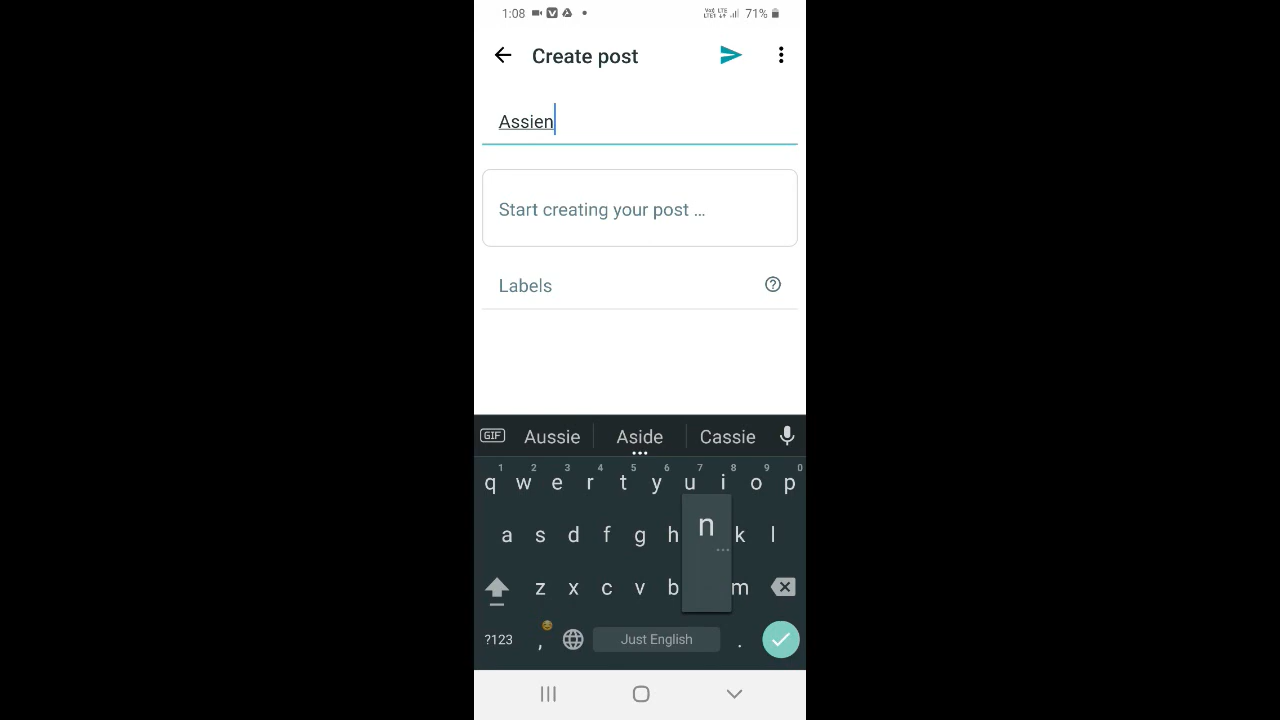 1:08 71%
Create post
Assien
Start creating your post ...
Labels
GIF Aussie Aside Cassie
1 2 3 4 5 6 7 8 9 0
q w e r t y u i o p
a s d f g h n k l
z x c v b m
?123 , Just English .